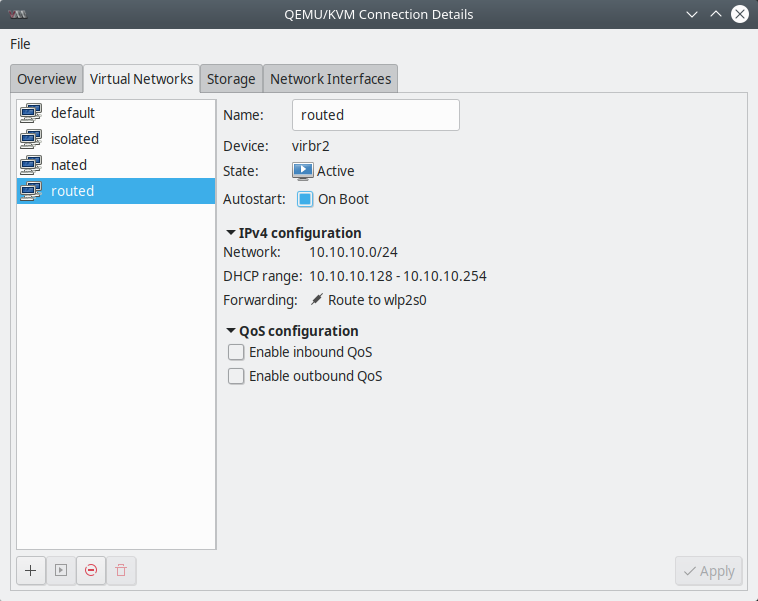 QEMU/KVM Connection Details
File
Overview Virtual Networks Storage Network Interfaces
default
isolated
nated
routed
Name: routed
Device: virbr2
State: Active
Autostart: On Boot
IPv4 configuration
Network: 10.10.10.0/24
DHCP range: 10.10.10.128 - 10.10.10.254
Forwarding: Route to wlp2s0
QoS configuration
Enable inbound QoS
Enable outbound QoS
Apply